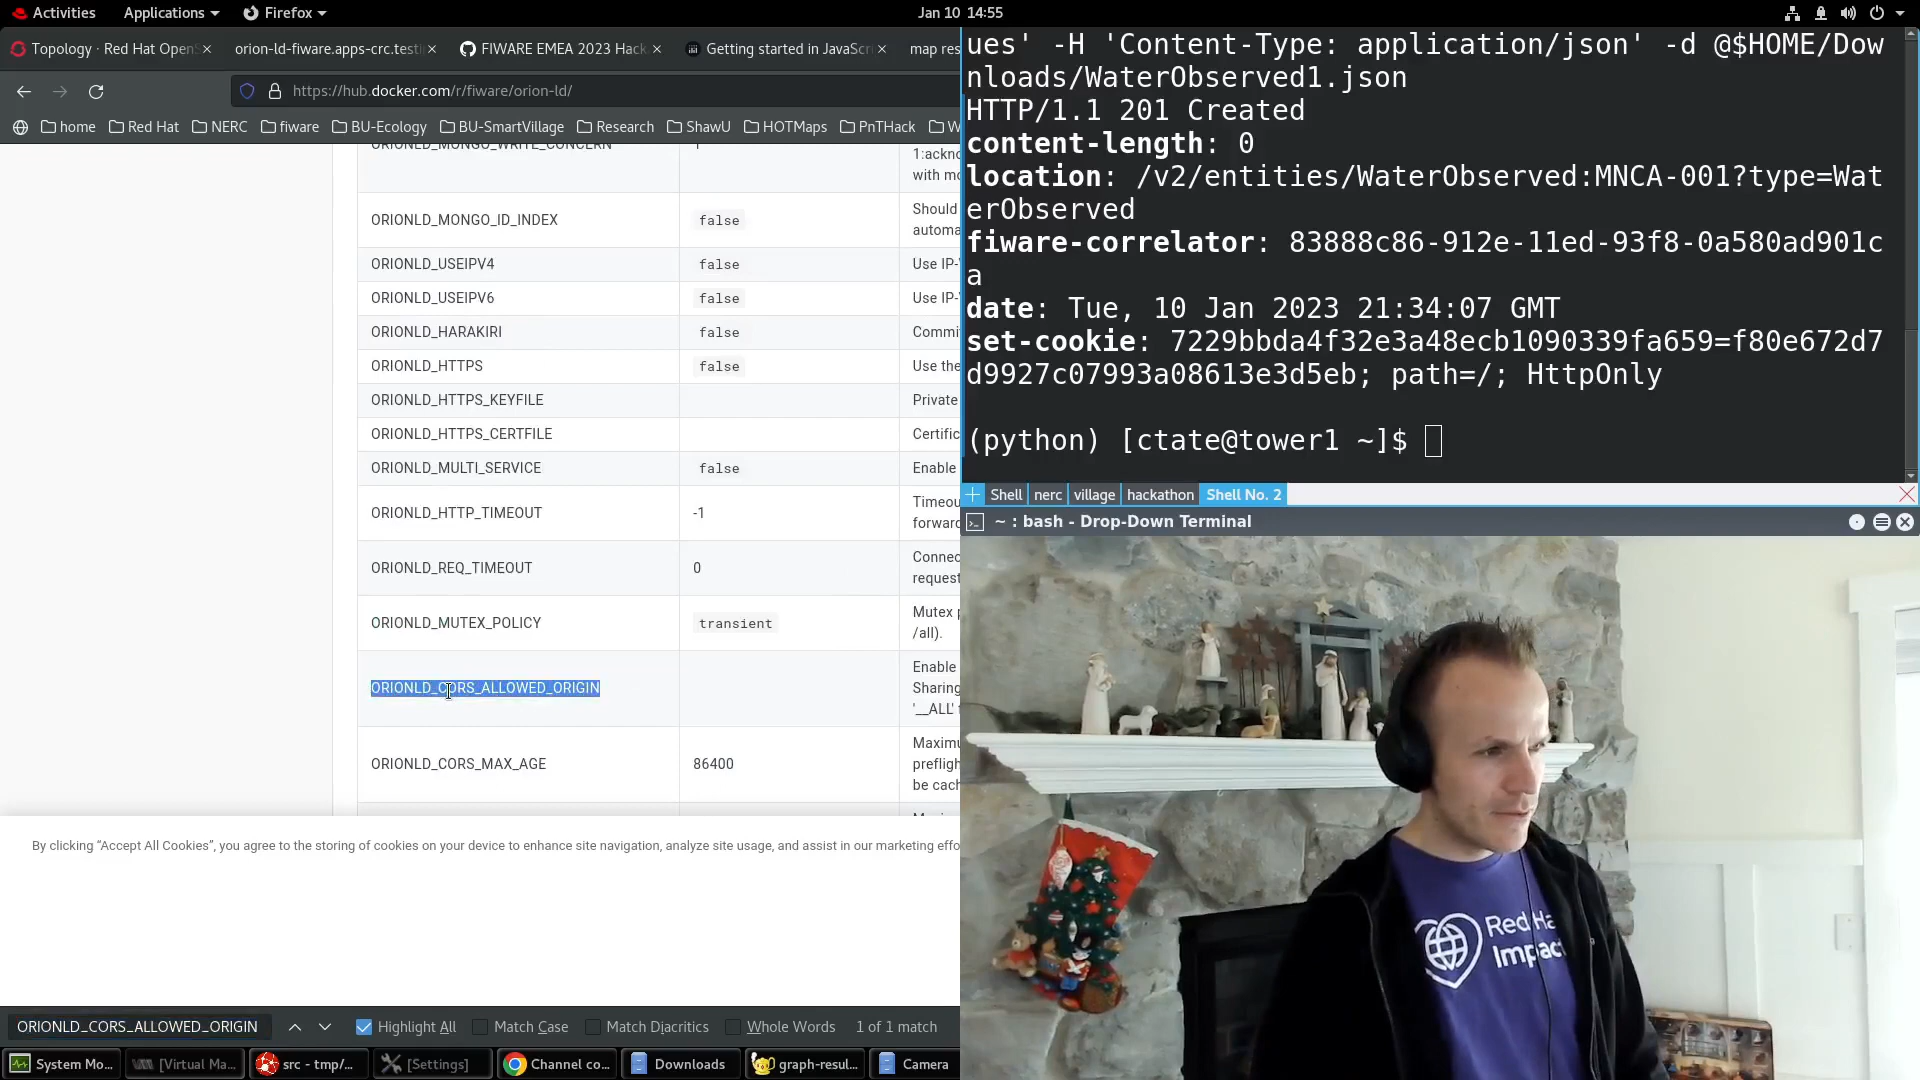 Activities
Applications
Firefox
Jan 10 14:55
Topology · Red Hat Open
orion-ld-fiware.apps-crc.testi
FIWARE EMEA 2023 Hack
Getting started in JavaScr
map res
https://hub.docker.com/r/fiware/orion-ld/
home
Red Hat
NERC
fiware
BU-Ecology
BU-SmartVillage
Research
ShawU
HOTMaps
PnTHack
W
ORIONLD_MONGO_WRITE_CONCERN
1
1:ackno
with mo
ORIONLD_MONGO_ID_INDEX
false
Should
automa
ORIONLD_USEIPV4
false
Use IP-
ORIONLD_USEIPV6
false
Use IP-
ORIONLD_HARAKIRI
false
Commi
ORIONLD_HTTPS
false
Use the
ORIONLD_HTTPS_KEYFILE
Private
ORIONLD_HTTPS_CERTFILE
Certific
ORIONLD_MULTI_SERVICE
false
Enable
ORIONLD_HTTP_TIMEOUT
-1
Timeou
forward
ORIONLD_REQ_TIMEOUT
0
Connec
request
ORIONLD_MUTEX_POLICY
transient
Mutex p
/all).
ORIONLD_CORS_ALLOWED_ORIGIN
Enable
Sharing
'__ALL'
ORIONLD_CORS_MAX_AGE
86400
Maximu
prefligh
be cach
By clicking “Accept All Cookies”, you agree to the storing of cookies on your device to enhance site navigation, analyze site usage, and assist in our marketing effo
ORIONLD_CORS_ALLOWED_ORIGIN
Highlight All
Match Case
Match Diacritics
Whole Words
1 of 1 match
System Mo...
[Virtual Ma...
src - tmp/...
[Settings]
Channel co...
Downloads
graph-resul...
Camera
ues' -H 'Content-Type: application/json' -d @$HOME/Dow
nloads/WaterObserved1.json
HTTP/1.1 201 Created
content-length: 0
location: /v2/entities/WaterObserved:MNCA-001?type=Wat
erObserved
fiware-correlator: 83888c86-912e-11ed-93f8-0a580ad901c
a
date: Tue, 10 Jan 2023 21:34:07 GMT
set-cookie: 7229bbda4f32e3a48ecb1090339fa659=f80e672d7
d9927c07993a08613e3d5eb; path=/; HttpOnly
(python) [ctate@tower1 ~]$
Shell
nerc
village
hackathon
Shell No. 2
~ : bash - Drop-Down Terminal
Red Ha
Impact